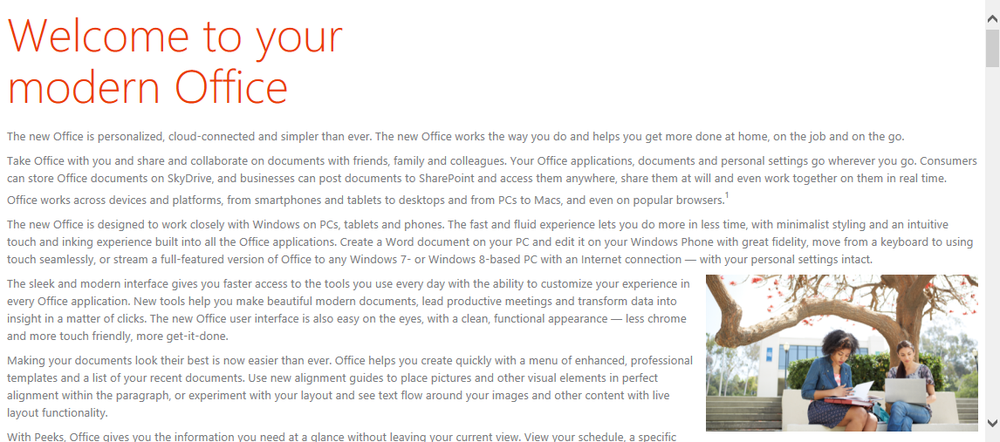 Welcome to your
modern Office
The new Office is personalized, cloud-connected and simpler than ever. The new Office works the way you do and helps you get more done at home, on the job and on the go.
Take Office with you and share and collaborate on documents with friends, family and colleagues. Your Office applications, documents and personal settings go wherever you go. Consumers
can store Office documents on SkyDrive, and businesses can post documents to SharePoint and access them anywhere, share them at will and even work together on them in real time.
Office works across devices and platforms, from smartphones and tablets to desktops and from PCs to Macs, and even on popular browsers.1
The new Office is designed to work closely with Windows on PCs, tablets and phones. The fast and fluid experience lets you do more in less time, with minimalist styling and an intuitive
touch and inking experience built into all the Office applications. Create a Word document on your PC and edit it on your Windows Phone with great fidelity, move from a keyboard to using
touch seamlessly, or stream a full-featured version of Office to any Windows 7- or Windows 8-based PC with an Internet connection — with your personal settings intact.
The sleek and modern interface gives you faster access to the tools you use every day with the ability to customize your experience in
every Office application. New tools help you make beautiful modern documents, lead productive meetings and transform data into
insight in a matter of clicks. The new Office user interface is also easy on the eyes, with a clean, functional appearance — less chrome
and more touch friendly, more get-it-done.
Making your documents look their best is now easier than ever. Office helps you create quickly with a menu of enhanced, professional
templates and a list of your recent documents. Use new alignment guides to place pictures and other visual elements in perfect
alignment within the paragraph, or experiment with your layout and see text flow around your images and other content with live
layout functionality.
With Peeks, Office gives you the information you need at a glance without leaving your current view. View your schedule, a specific